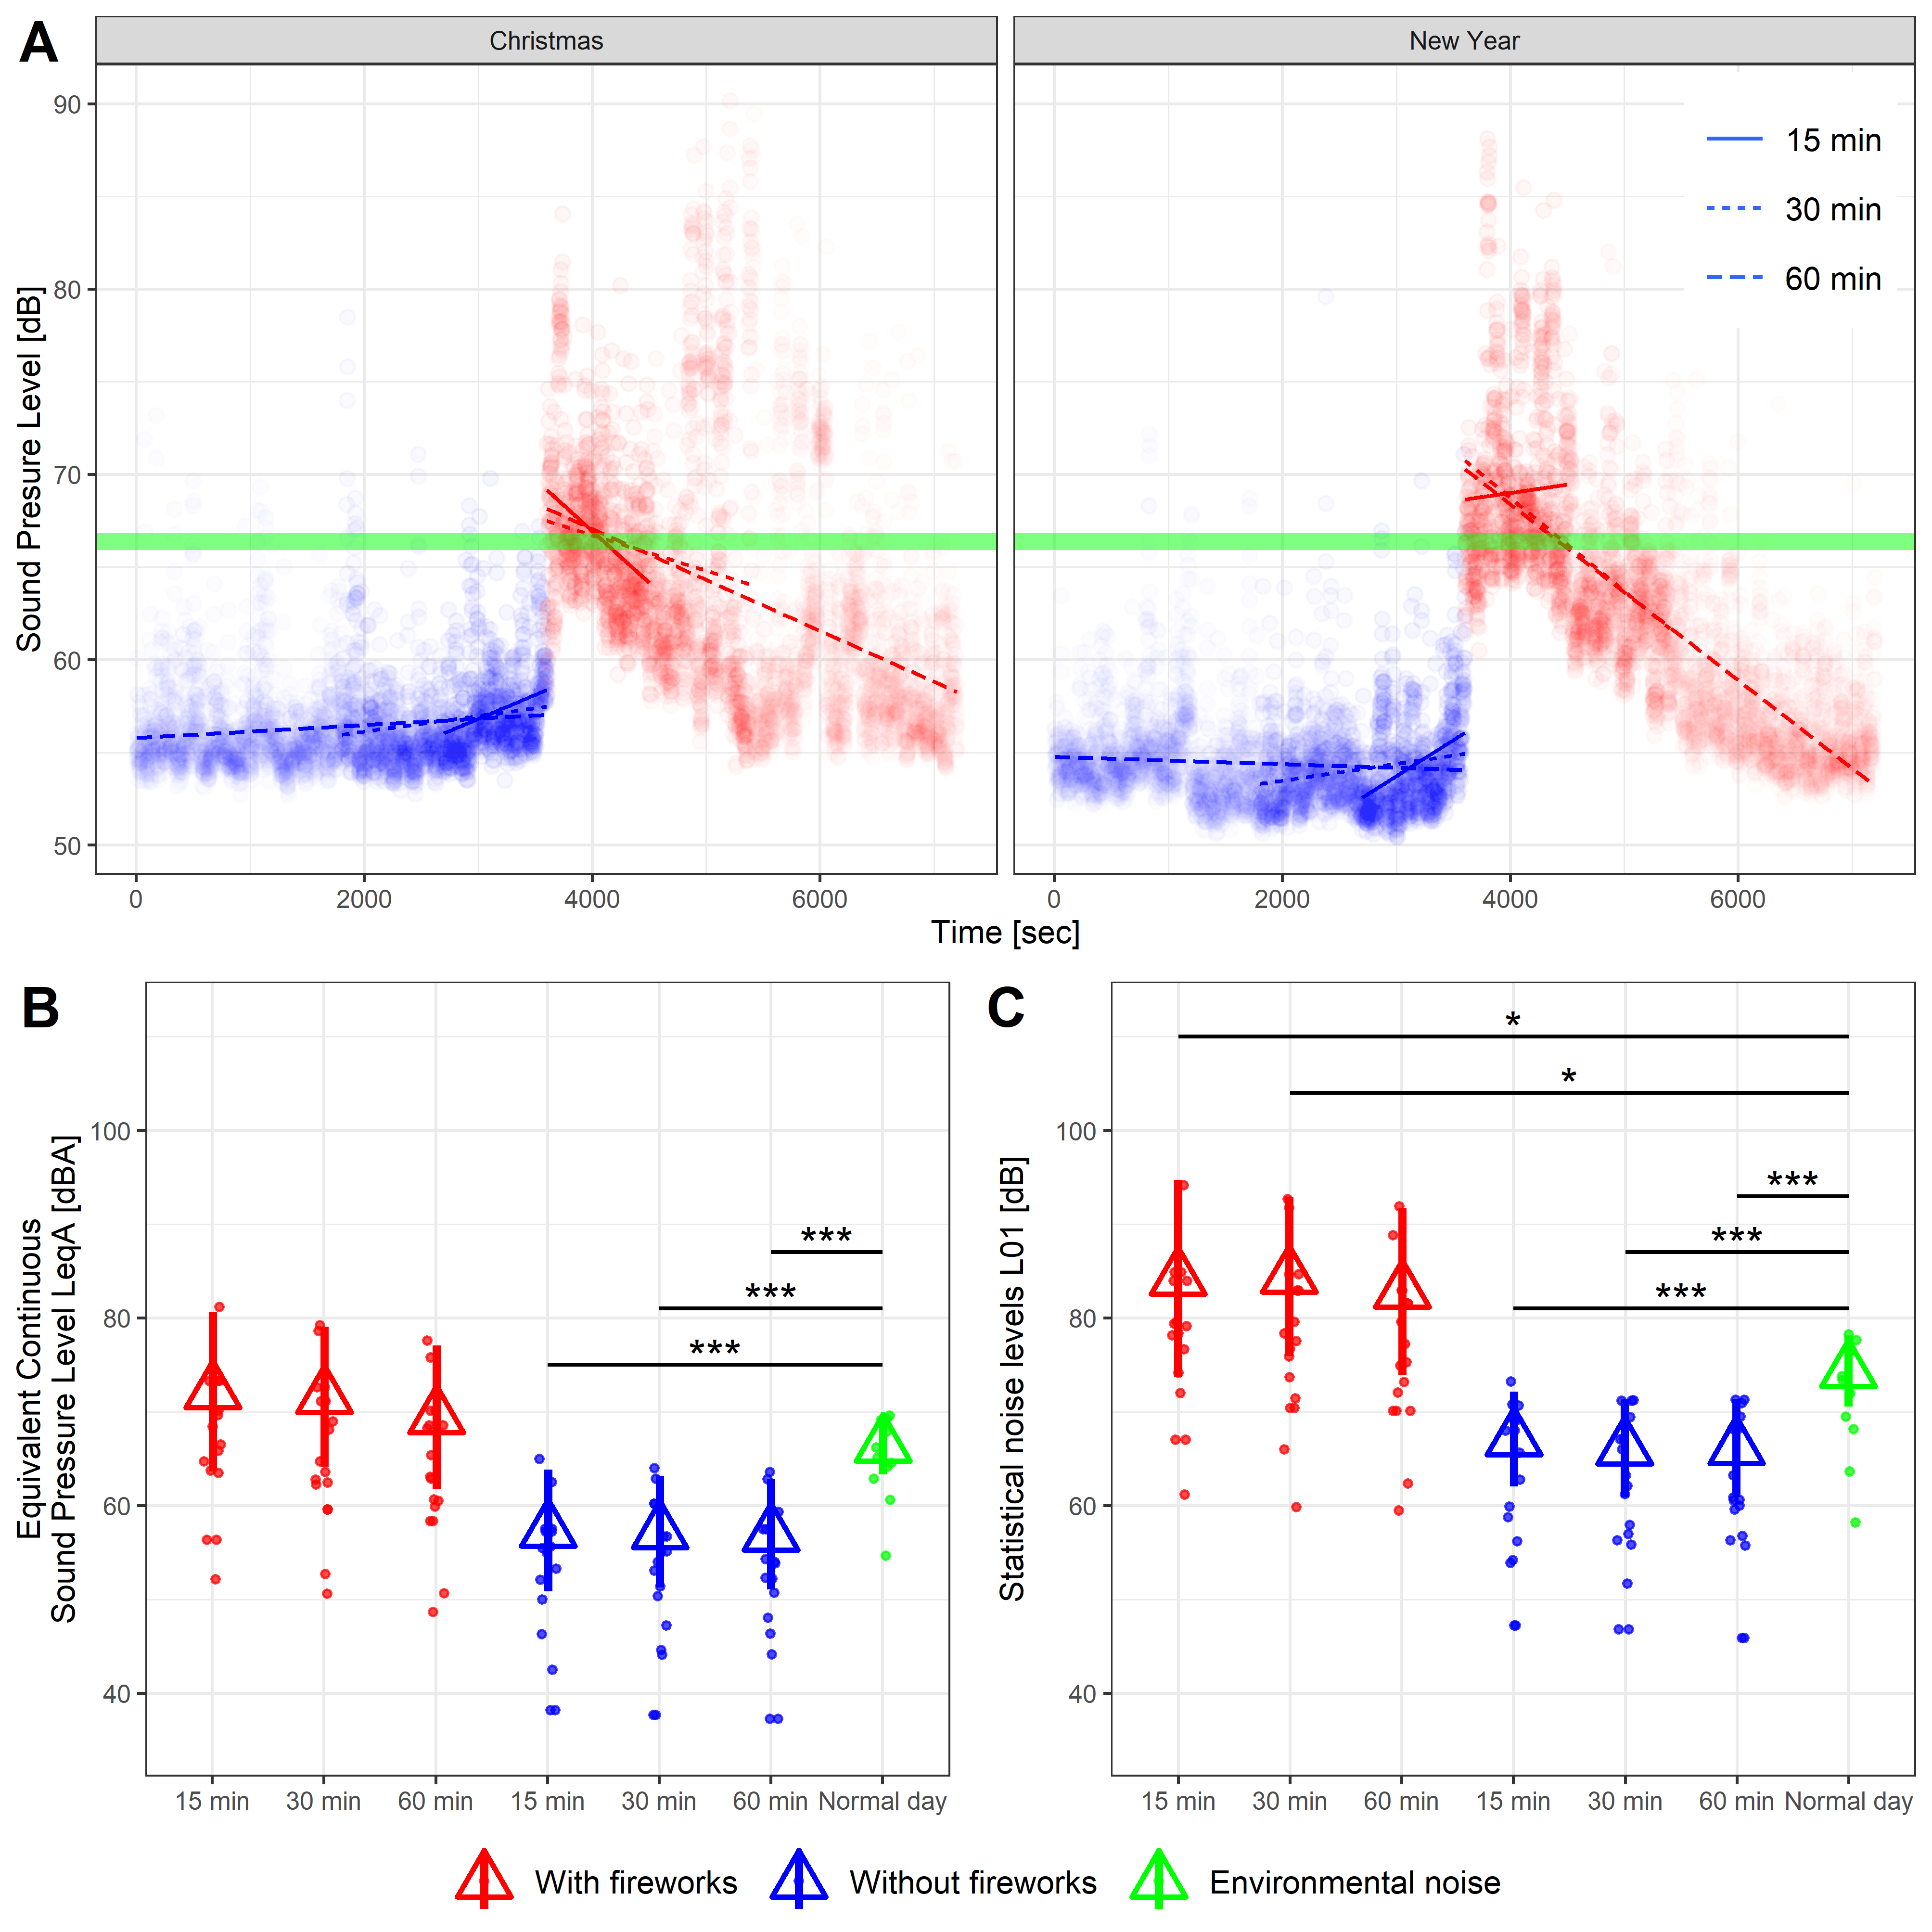 A
Christmas
New Year
Sound Presure Level [dB]
90
80
70
60
50
15 min
30 min
60 min
0
2000
4000
6000
0
2000
4000
6000
Time [sec]
B
Equivalent Continuous
Sound Pressure Level LeqA [dBA]
100
80
60
40
***
***
***
15 min
30 min
60 min
15 min
30 min
60 min
Normal day
C
Statistical noise levels L01 [dB]
100
80
60
40
*
*
***
***
***
15 min
30 min
60 min
15 min
30 min
60 min
Normal day
With fireworks
Without fireworks
Environmental noise